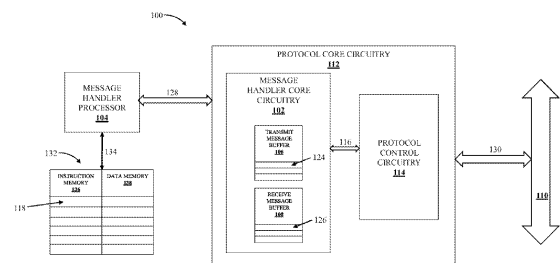 100
PROTOCOL CORE CIRCUITRY
112
MESSAGE
HANDLER
PROCESSOR
104
128
MESSAGE
HANDLER CORE
CIRCUITRY
102
TRANSMIT
MESSAGE
BUFFER
106
124
116
PROTOCOL
CONTROL
CIRCUITRY
114
130
110
132
134
INSTRUCTION
MEMORY
136
DATA MEMORY
138
118
RECEIVE
MESSAGE
BUFFER
108
126